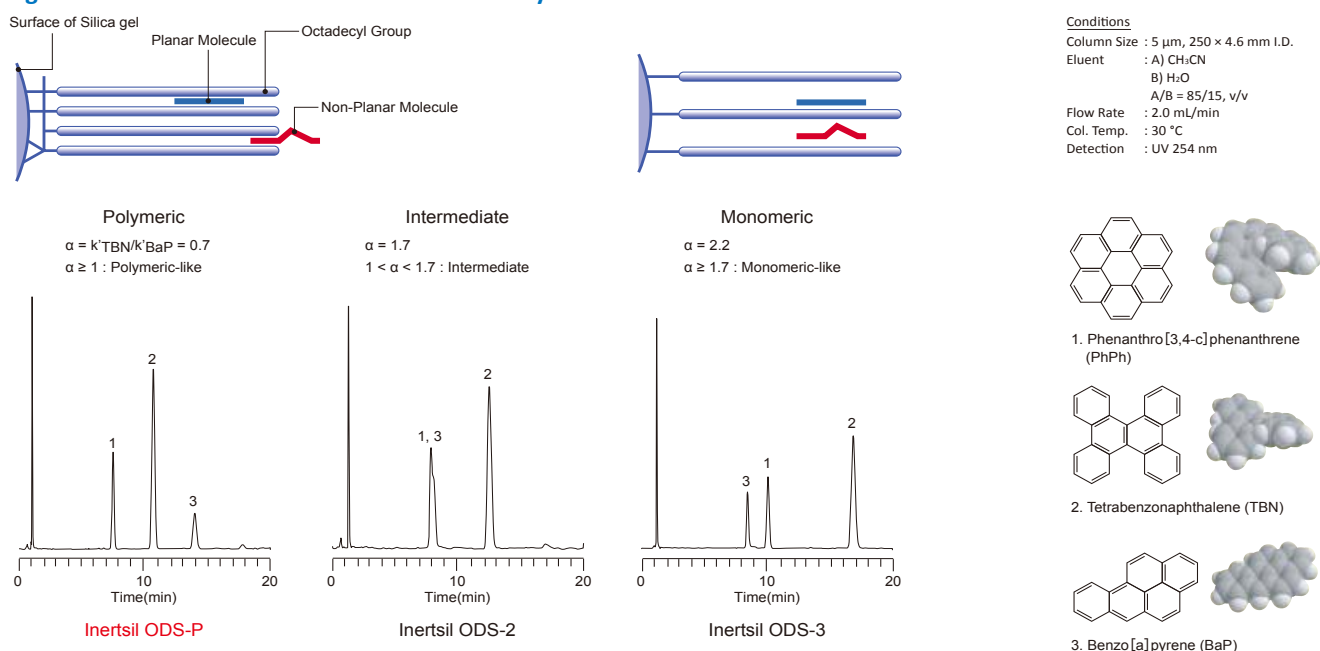 Surface of Silica gel
Planar Molecule
Octadecyl Group
Non-Planar Molecule
Conditions
Column Size : 5 µm, 250 × 4.6 mm I.D.
Eluent : A) CH₃CN
B) H₂O
A/B = 85/15, v/v
Flow Rate : 2.0 mL/min
Col. Temp. : 30 °C
Detection : UV 254 nm
Polymeric
α = k'TBN/k'BaP = 0.7
α ≥ 1 : Polymeric-like
1
2
3
0
10
20
Time(min)
Inertsil ODS-P
Intermediate
α = 1.7
1 < α < 1.7 : Intermediate
1, 3
2
0
10
20
Time(min)
Inertsil ODS-2
Monomeric
α = 2.2
α ≥ 1.7 : Monomeric-like
3
1
2
0
10
20
Time(min)
Inertsil ODS-3
1. Phenanthro[3,4-c]phenanthrene
(PhPh)
2. Tetrabenzonaphthalene (TBN)
3. Benzo[a]pyrene (BaP)